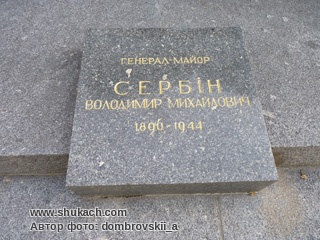 ГЕНЕРАЛ-МАЙОР
СЕРБІН
ВОЛОДИМИР МИХАЙЛОВИЧ
1896-1944
www.shukach.com
Автор фото: dombrovskii_a